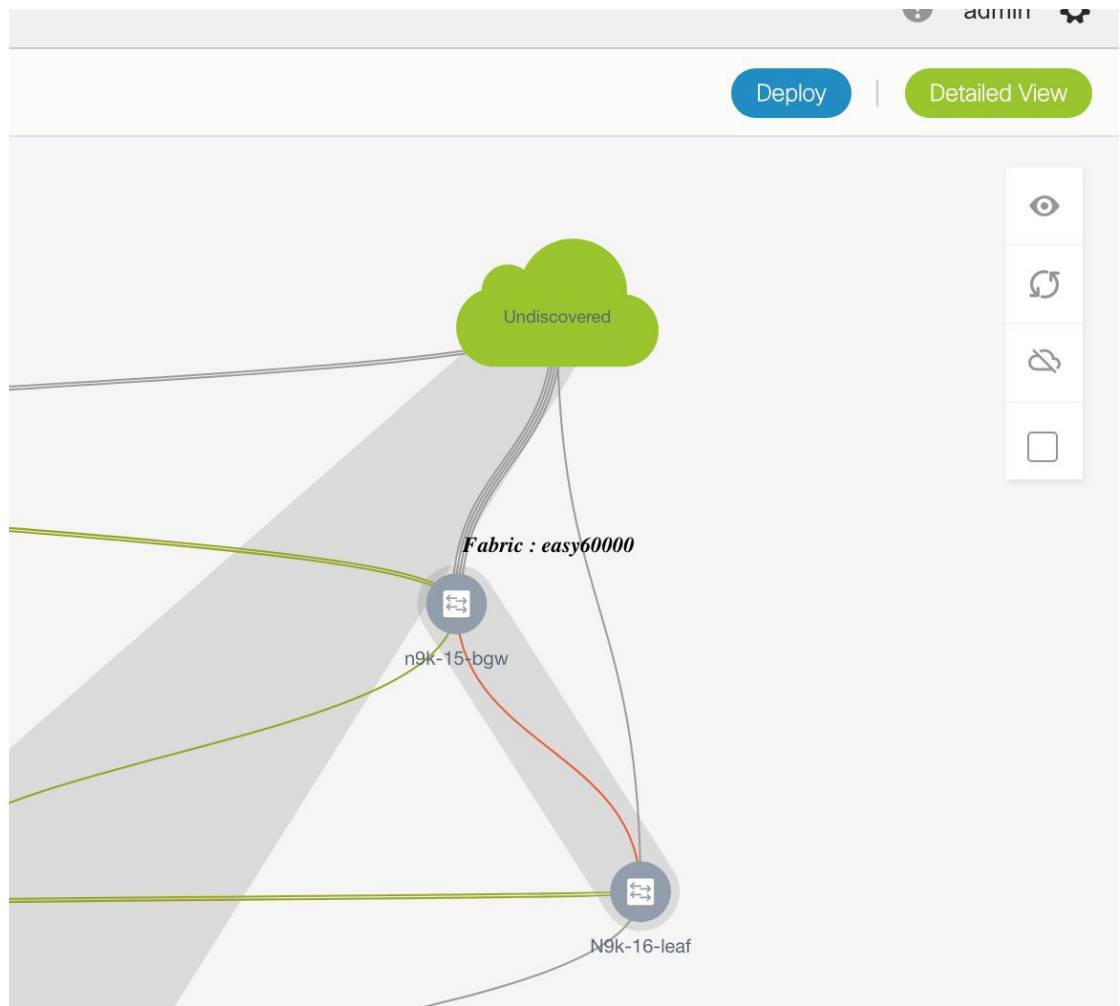 admin
Deploy
Detailed View
Undiscovered
Fabric : easy60000
n9k-15-bgw
N9k-16-leaf